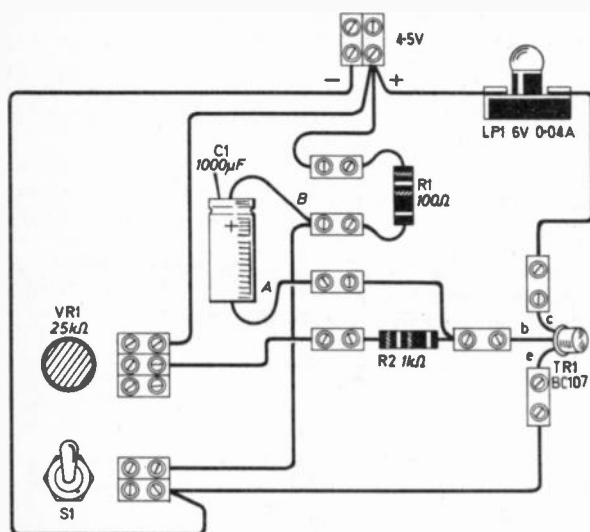 4·5V
−
+
LP1 6V 0·04A
C1
1000µF
B
+
R1
100Ω
A
VR1
25kΩ
c
b
R2 1kΩ
e
TR1
BC107
S1